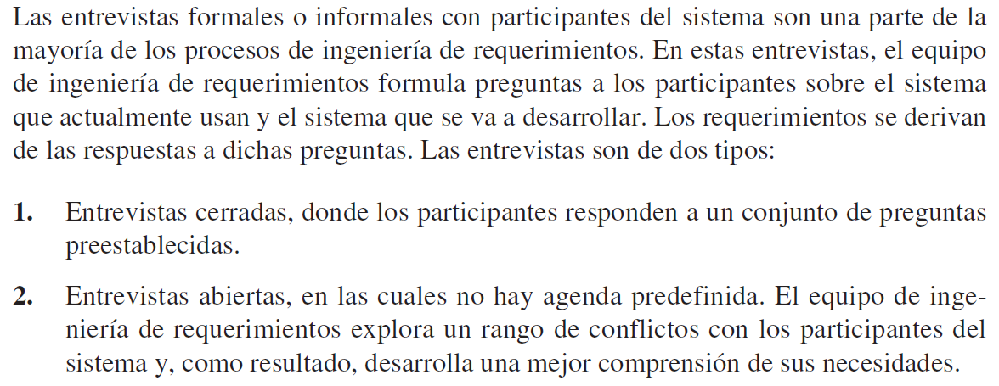 Las entrevistas formales o informales con participantes del sistema son una parte de la
mayoría de los procesos de ingeniería de requerimientos. En estas entrevistas, el equipo
de ingeniería de requerimientos formula preguntas a los participantes sobre el sistema
que actualmente usan y el sistema que se va a desarrollar. Los requerimientos se derivan
de las respuestas a dichas preguntas. Las entrevistas son de dos tipos:
1. Entrevistas cerradas, donde los participantes responden a un conjunto de preguntas
preestablecidas.
2. Entrevistas abiertas, en las cuales no hay agenda predefinida. El equipo de inge-
niería de requerimientos explora un rango de conflictos con los participantes del
sistema y, como resultado, desarrolla una mejor comprensión de sus necesidades.